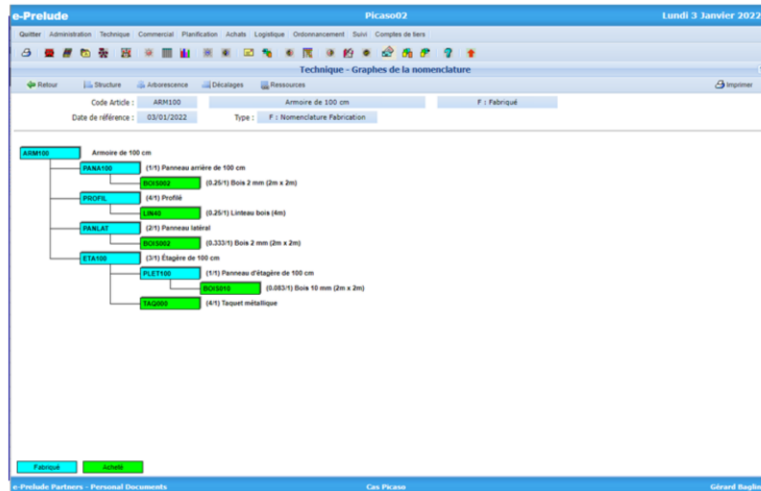 e-Prelude Picaso02 Lundi 3 Janvier 2022
Quitter Administration Technique Commercial Planification Achats Logistique Ordonnancement Suivi Comptes de tiers
Technique - Graphes de la nomenclature
Retour Structure Arborescence Décalages Ressources Imprimer
Code Article : ARM100 Armoire de 100 cm F : Fabriqué
Date de référence : 03/01/2022 Type : F : Nomenclature Fabrication
ARM100 Armoire de 100 cm
PANA100 (1/1) Panneau arrière de 100 cm
BOIS002 (0.25/1) Bois 2 mm (2m x 2m)
PROFIL (4/1) Profilé
LIN40 (0.25/1) Linteau bois (4m)
PANLAT (2/1) Panneau latéral
BOIS002 (0.333/1) Bois 2 mm (2m x 2m)
ETA100 (3/1) Étagère de 100 cm
PLET100 (1/1) Panneau d'étagère de 100 cm
BOIS010 (0.083/1) Bois 10 mm (2m x 2m)
TAQ000 (4/1) Taquet métallique
Fabriqué Acheté
e-Prelude Partners - Personal Documents Cas Picaso Gérard Baglin